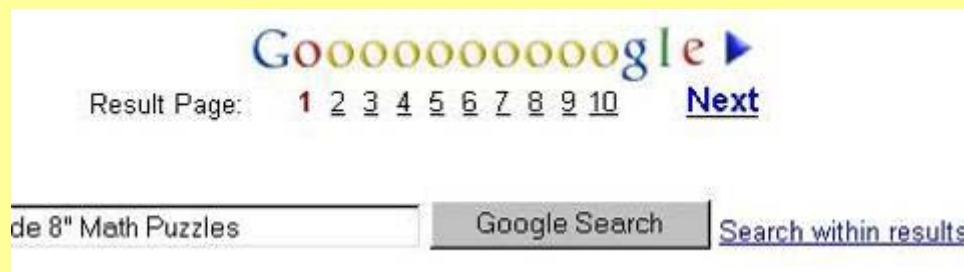 Goooooooooogle
Result Page: 1 2 3 4 5 6 7 8 9 10 Next
de 8" Math Puzzles Google Search Search within results